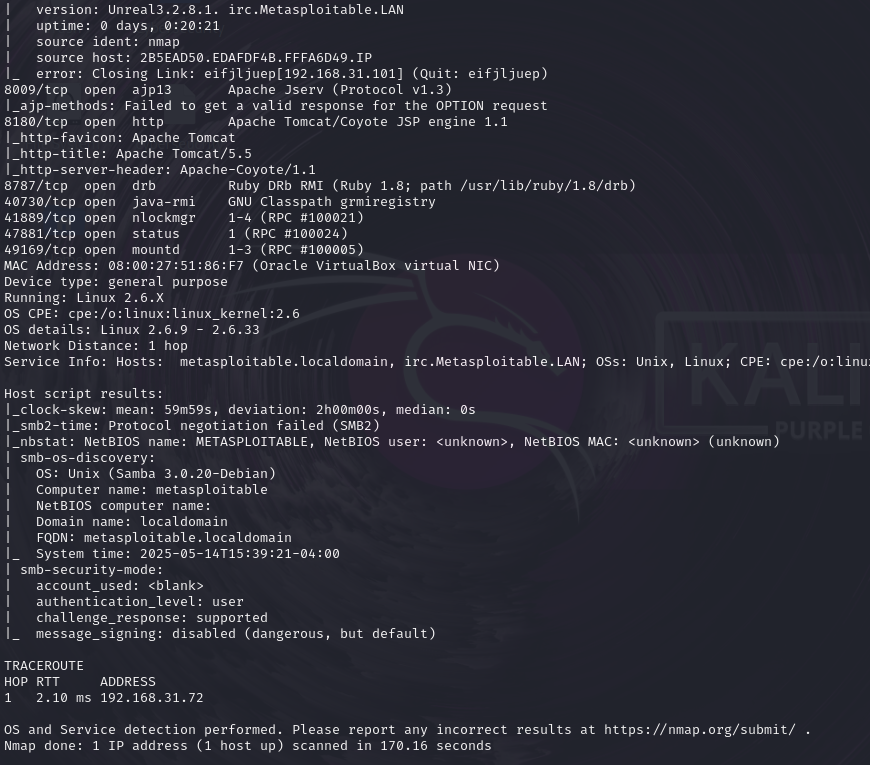 |   version: Unreal3.2.8.1. irc.Metasploitable.LAN
|   uptime: 0 days, 0:20:21
|   source ident: nmap
|   source host: 2B5EAD50.EDAFDF4B.FFFA6D49.IP
|_  error: Closing Link: eifjljuep[192.168.31.101] (Quit: eifjljuep)
8009/tcp  open  ajp13       Apache Jserv (Protocol v1.3)
|_ajp-methods: Failed to get a valid response for the OPTION request
8180/tcp  open  http        Apache Tomcat/Coyote JSP engine 1.1
|_http-favicon: Apache Tomcat
|_http-title: Apache Tomcat/5.5
|_http-server-header: Apache-Coyote/1.1
8787/tcp  open  drb         Ruby DRb RMI (Ruby 1.8; path /usr/lib/ruby/1.8/drb)
40730/tcp open  java-rmi    GNU Classpath grmiregistry
41889/tcp open  nlockmgr    1-4 (RPC #100021)
47881/tcp open  status      1 (RPC #100024)
49169/tcp open  mountd      1-3 (RPC #100005)
MAC Address: 08:00:27:51:86:F7 (Oracle VirtualBox virtual NIC)
Device type: general purpose
Running: Linux 2.6.X
OS CPE: cpe:/o:linux:linux_kernel:2.6
OS details: Linux 2.6.9 - 2.6.33
Network Distance: 1 hop
Service Info: Hosts:  metasploitable.localdomain, irc.Metasploitable.LAN; OSs: Unix, Linux; CPE: cpe:/o:linu
Host script results:
|_clock-skew: mean: 59m59s, deviation: 2h00m00s, median: 0s
|_smb2-time: Protocol negotiation failed (SMB2)
|_nbstat: NetBIOS name: METASPLOITABLE, NetBIOS user: <unknown>, NetBIOS MAC: <unknown> (unknown)
| smb-os-discovery:
|   OS: Unix (Samba 3.0.20-Debian)
|   Computer name: metasploitable
|   NetBIOS computer name:
|   Domain name: localdomain
|   FQDN: metasploitable.localdomain
|_  System time: 2025-05-14T15:39:21-04:00
| smb-security-mode:
|   account_used: <blank>
|   authentication_level: user
|   challenge_response: supported
|_  message_signing: disabled (dangerous, but default)
TRACEROUTE
HOP RTT     ADDRESS
1   2.10 ms 192.168.31.72
OS and Service detection performed. Please report any incorrect results at https://nmap.org/submit/ .
Nmap done: 1 IP address (1 host up) scanned in 170.16 seconds
KALI
PURPLE